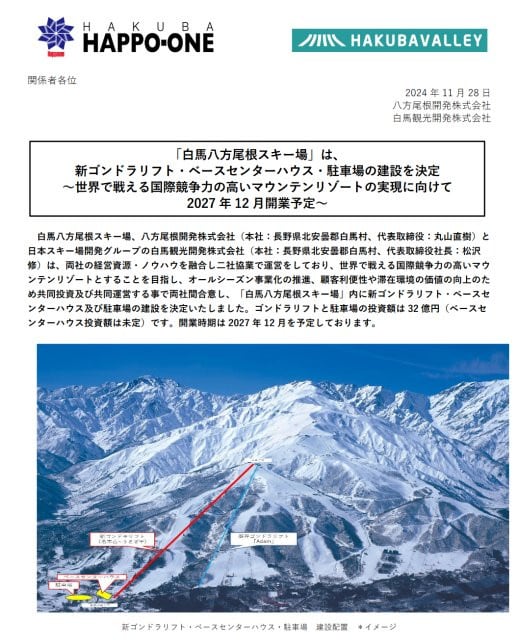 HAKUBA
HAPPO-ONE
HAKUBAVALLEY
関係者各位
2024 年 11 月 28 日
八方尾根開発株式会社
白馬観光開発株式会社
「白馬八方尾根スキー場」は、
新ゴンドラリフト・ベースセンターハウス・駐車場の建設を決定
～世界で戦える国際競争力の高いマウンテンリゾートの実現に向けて
2027 年 12 月開業予定～
白馬八方尾根スキー場、八方尾根開発株式会社（本社：長野県北安曇郡白馬村、代表取締役：丸山直樹）と
日本スキー場開発グループの白馬観光開発株式会社（本社：長野県北安曇郡白馬村、代表取締役社長：松沢
修）は、両社の経営資源・ノウハウを融合し二社協業で運営をしており、世界で戦える国際競争力の高いマウ
ンテンリゾートとすることを目指し、オールシーズン事業化の推進、顧客利便性や滞在環境の価値の向上のた
め共同投資及び共同運営する事で両社間合意し、「白馬八方尾根スキー場」内に新ゴンドラリフト・ベースセ
ンターハウス及び駐車場の建設を決定いたしました。ゴンドラリフトと駐車場の投資額は 32 億円（ベースセ
ンターハウス投資額は未定）です。開業時期は 2027 年 12 月を予定しております。
新ゴンドラリフト
既存ゴンドラリフト
「Adam」
ベースセンターハウス
駐車場
新ゴンドラリフト・ベースセンターハウス・駐車場　建設配置　＊イメージ